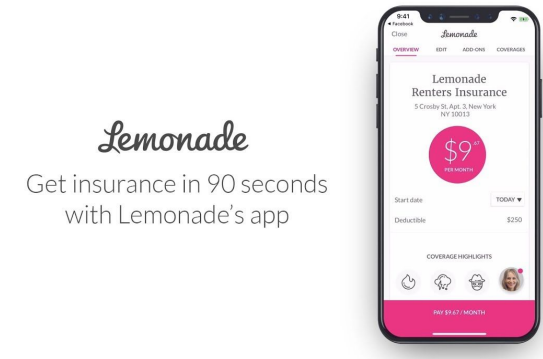 Lemonade
Get insurance in 90 seconds
with Lemonade's app
9:41
Facebook
Close
Lemonade
OVERVIEW EDIT ADD-ONS COVERAGES
Lemonade
Renters Insurance
5 Crosby St, Apt. 3, New York
NY 10013
$9.67
PER MONTH
Start date TODAY
Deductible $250
COVERAGE HIGHLIGHTS
PAY $9.67 / MONTH